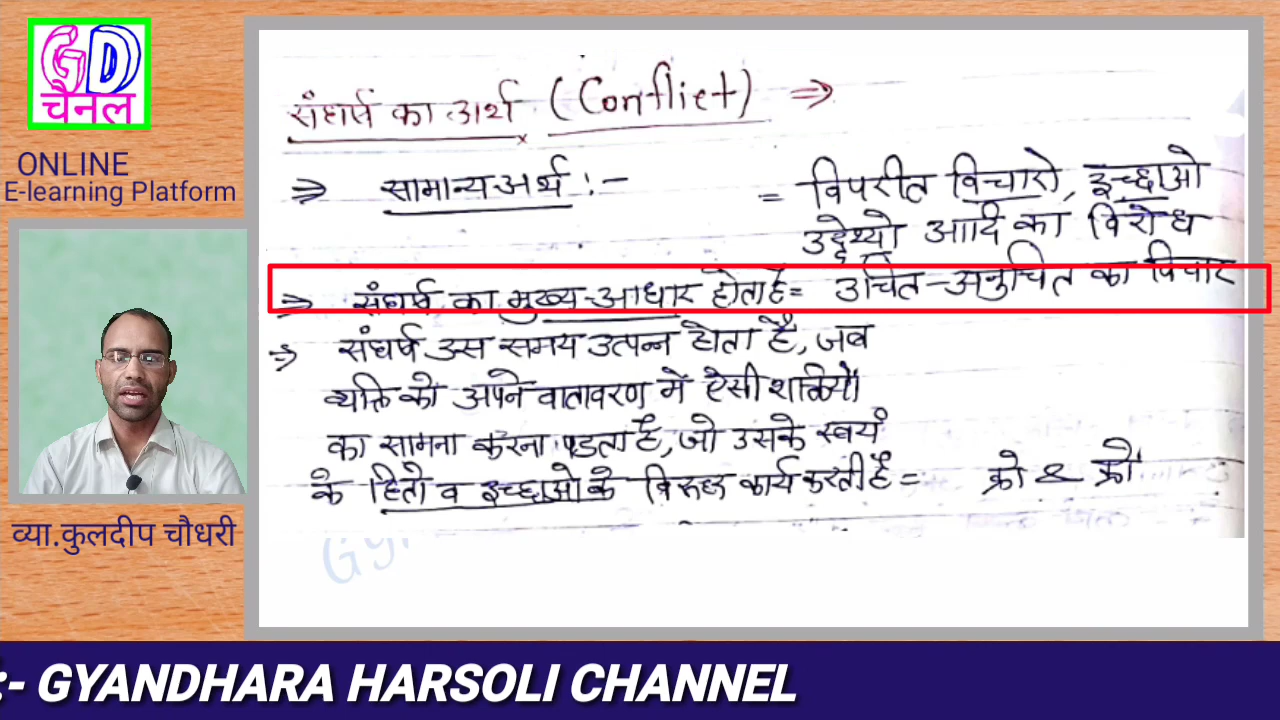 GD
चैनल
ONLINE
E-learning Platform
व्या.कुलदीप चौधरी
संघर्ष का अर्थ (Conflict) ⇒
⇒ सामान्य अर्थ :- = विपरीत विचारो, इच्छाओ
उद्देश्यो आदि का विरोध
⇒ संघर्ष का मुख्य-आधार होता है = उचित-अनुचित का विचार
⇒ संघर्ष उस समय उत्पन्न होता है, जब
व्यक्ति को अपने वातावरण में ऐसी शक्तियों
का सामना करना पडता है, जो उसके स्वयं
के हितो व इच्छाओ के विरुद्ध कार्य करती है = क्रो & क्रो
:- GYANDHARA HARSOLI CHANNEL